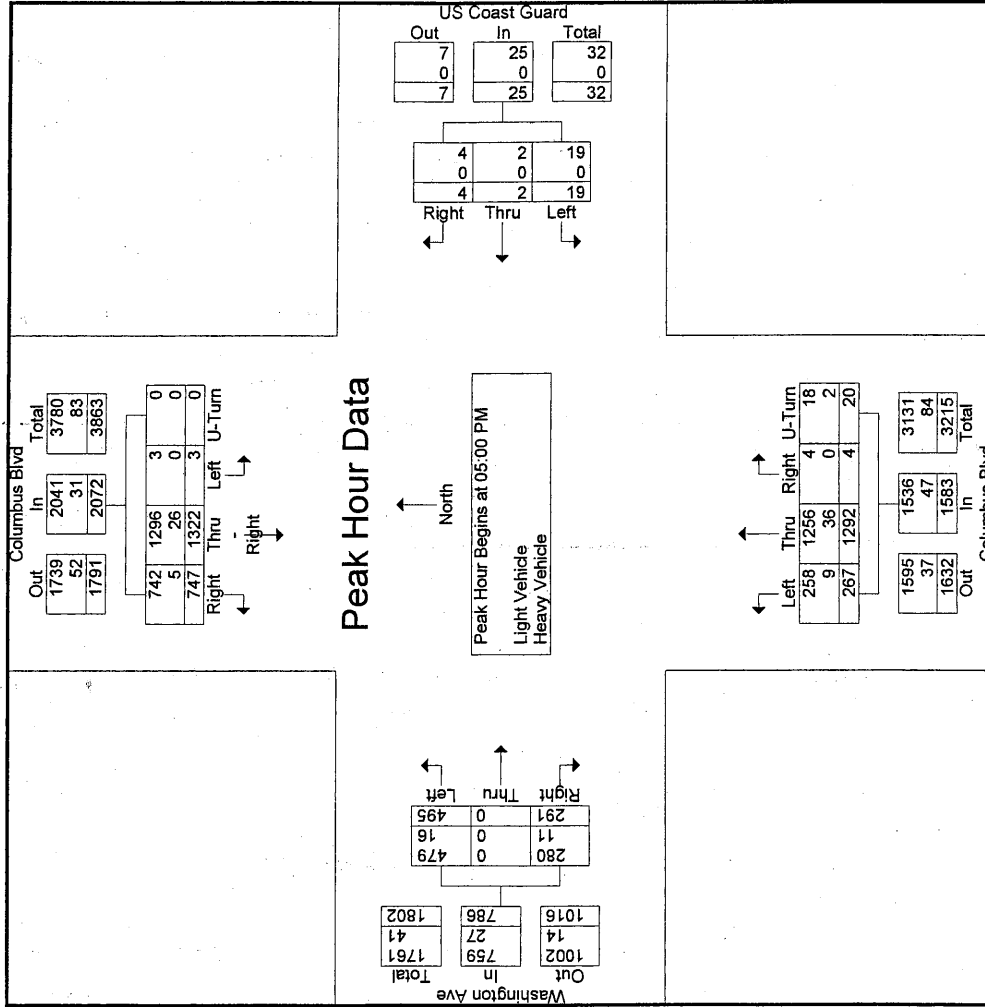 US Coast Guard
Out In Total
7 25 32
0 0 0
7 25 32
4 2 19
0 0 0
4 2 19
Right Thru Left
Columbus Blvd
Out In Total
1739 2041 3780
52 31 83
1791 2072 3863
742 1296 3 0
5 26 0 0
747 1322 3 0
Right Thru Left U-Turn
Right
Peak Hour Data
North
Peak Hour Begins at 05:00 PM
Light Vehicle
Heavy Vehicle
Left Thru Right U-Turn
258 1256 4 18
9 36 0 2
267 1292 4 20
1595 1536 3131
37 47 84
1632 1583 3215
Out In Total
Columbus Blvd
Washington Ave
Out In Total
1002 759 1761
14 27 41
1016 786 1802
280 0 479
11 0 16
291 0 495
Right Thru Left